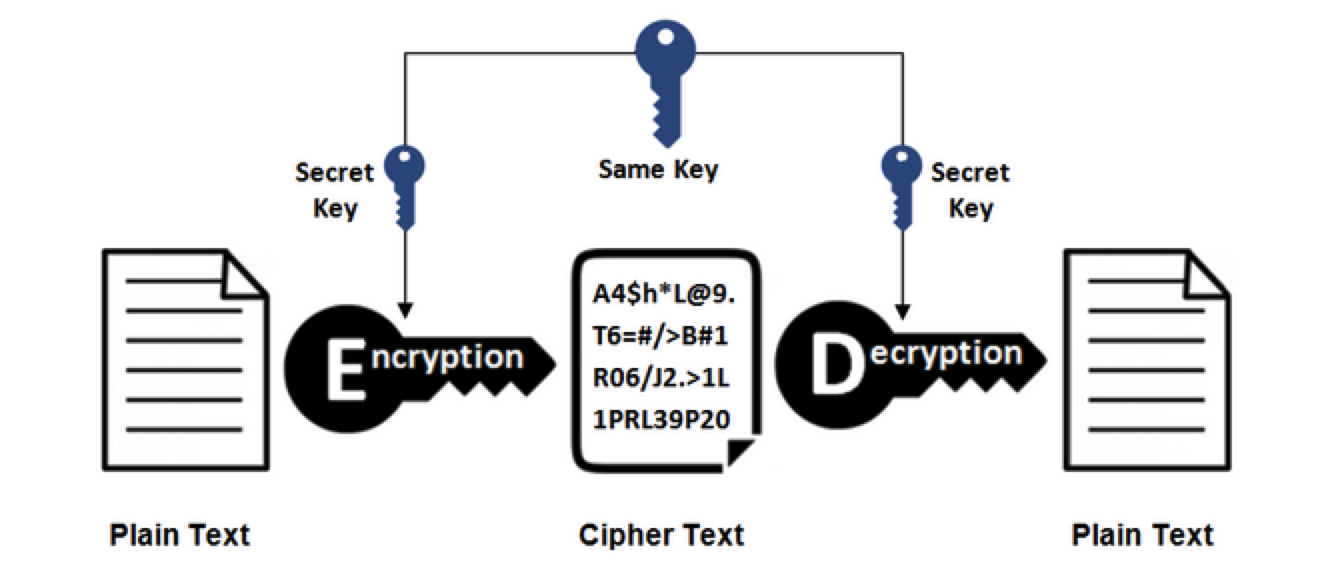 Same Key
Secret
Key
Secret
Key
Encryption
A4$h*L@9.
T6=#/>B#1
R06/J2.>1L
1PRL39P20
Decryption
Plain Text
Cipher Text
Plain Text